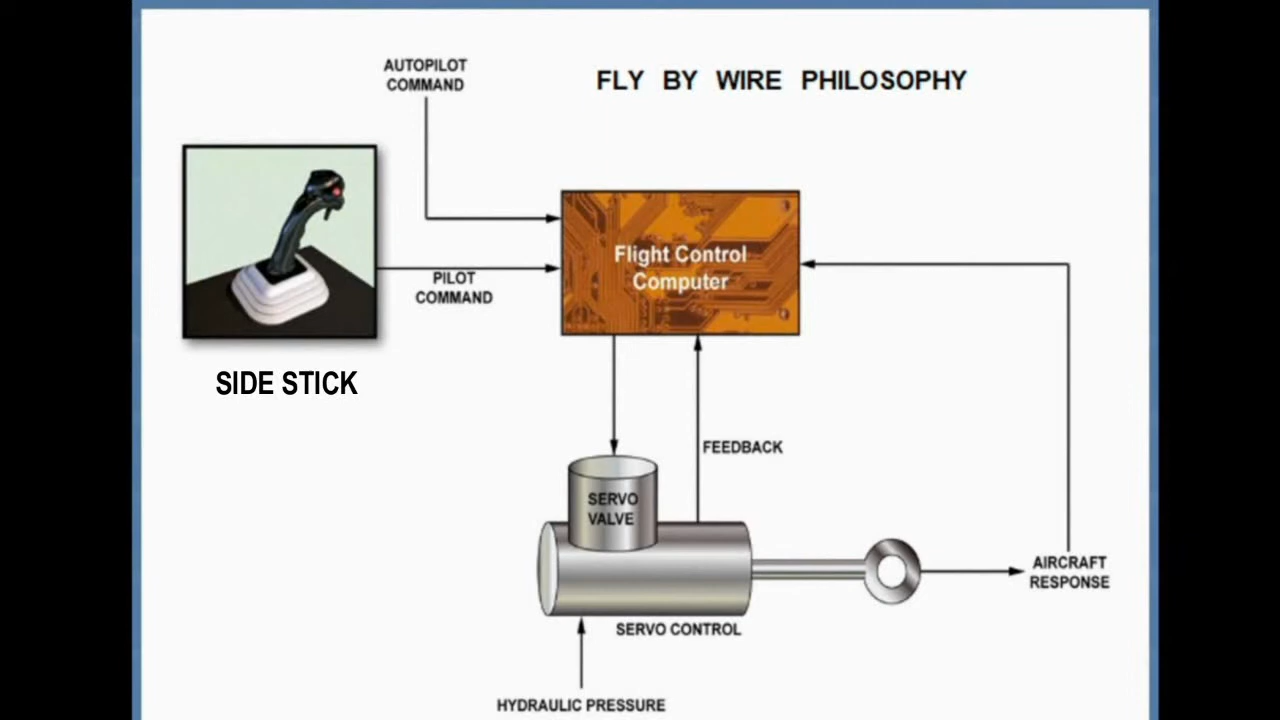 AUTOPILOT
COMMAND
FLY BY WIRE PHILOSOPHY
Flight Control
Computer
PILOT
COMMAND
SIDE STICK
FEEDBACK
SERVO
VALVE
AIRCRAFT
RESPONSE
SERVO CONTROL
HYDRAULIC PRESSURE